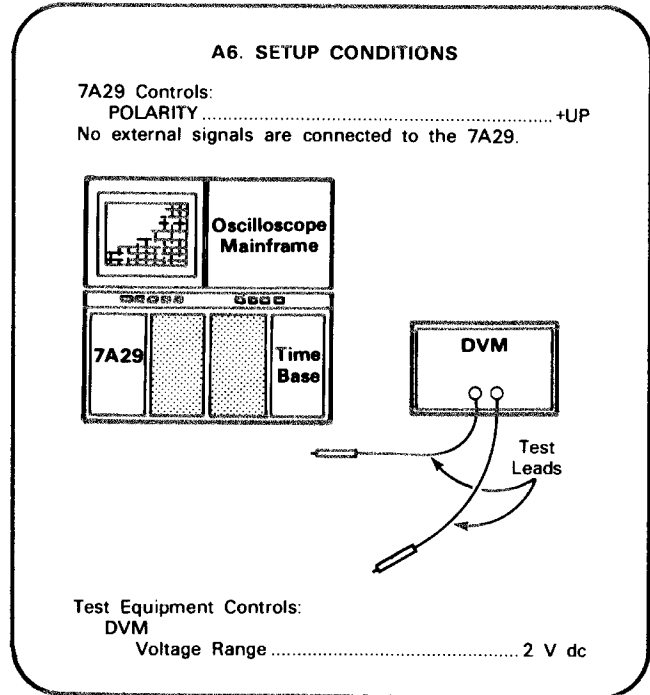 A6. SETUP CONDITIONS
7A29 Controls:
POLARITY ........................................................ +UP
No external signals are connected to the 7A29.
Oscilloscope
Mainframe
7A29
Time
Base
DVM
Test
Leads
Test Equipment Controls:
DVM
Voltage Range ........................................ 2 V dc